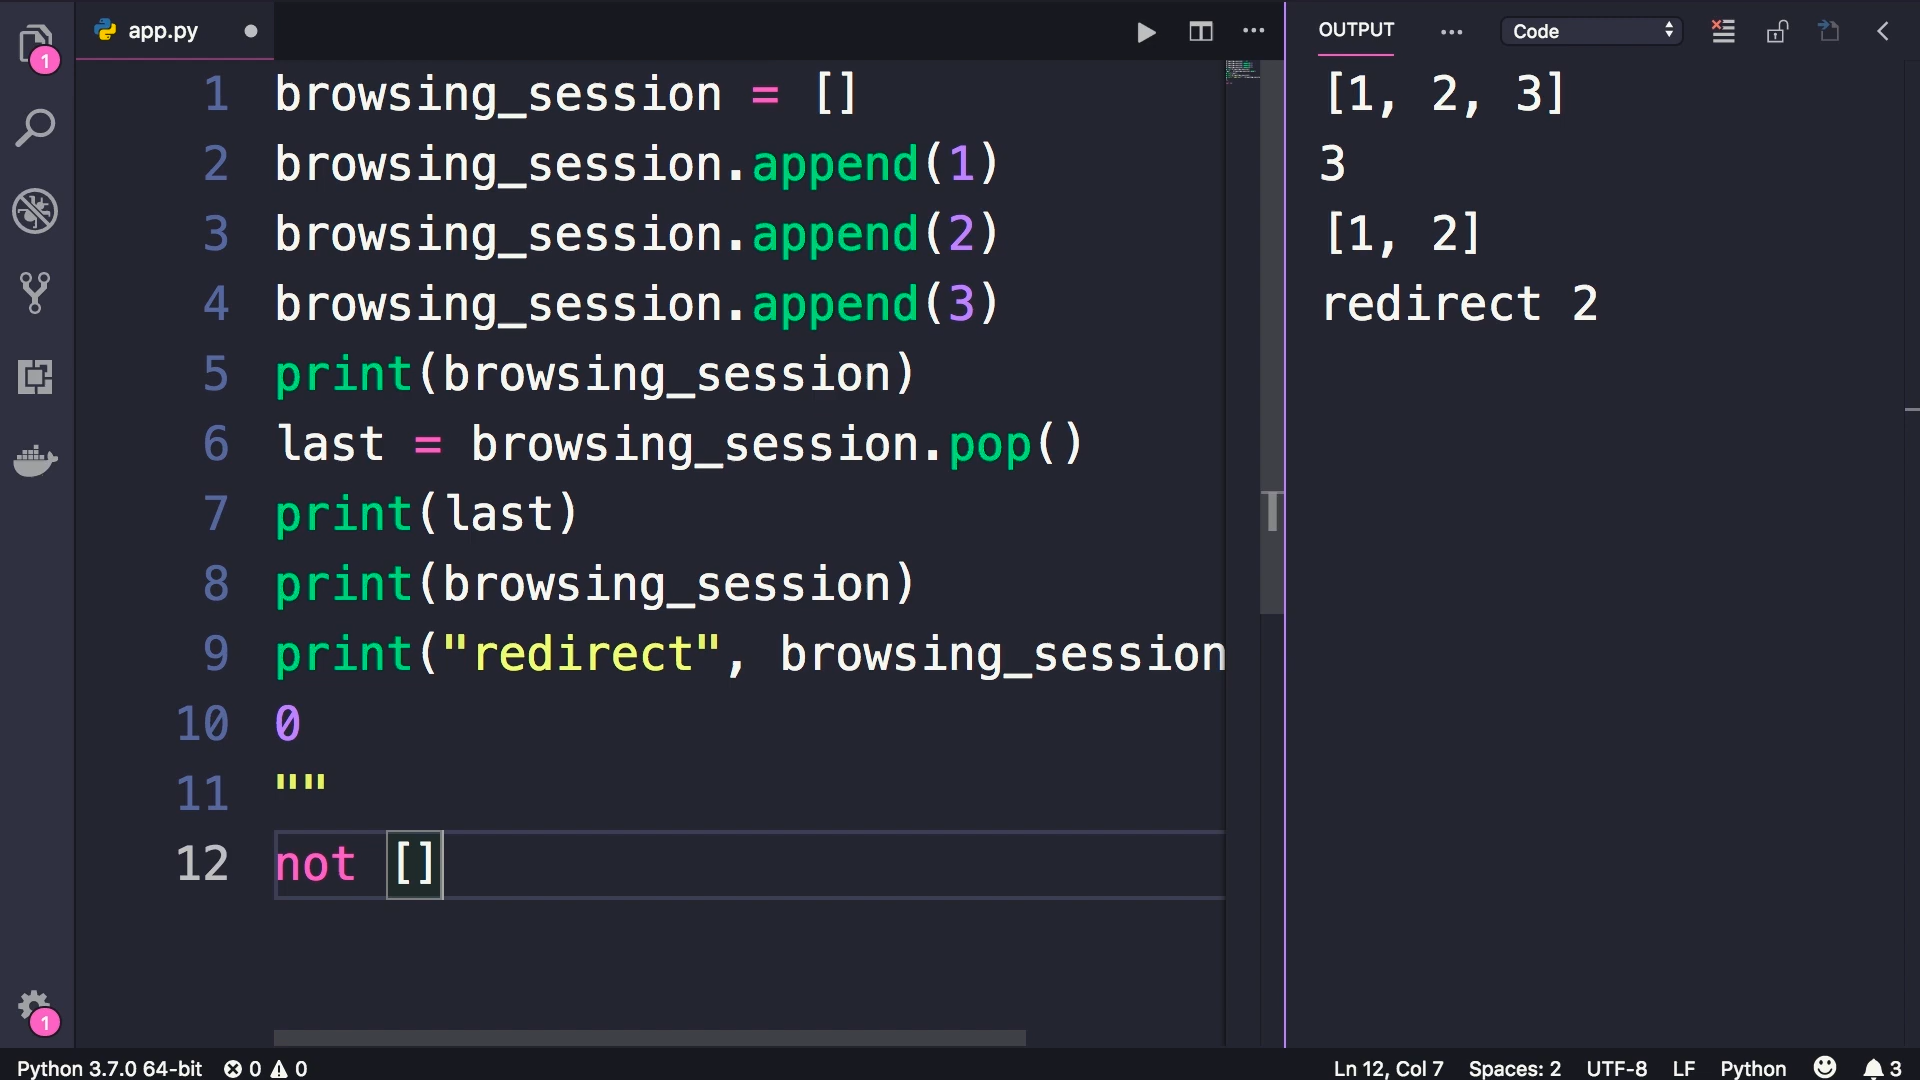 app.py
OUTPUT
Code
1 browsing_session = []
2 browsing_session.append(1)
3 browsing_session.append(2)
4 browsing_session.append(3)
5 print(browsing_session)
6 last = browsing_session.pop()
7 print(last)
8 print(browsing_session)
9 print("redirect", browsing_session
10 0
11 ""
12 not []
[1, 2, 3]
3
[1, 2]
redirect 2
1
1
Python 3.7.0 64-bit 0 0 Ln 12, Col 7 Spaces: 2 UTF-8 LF Python 3